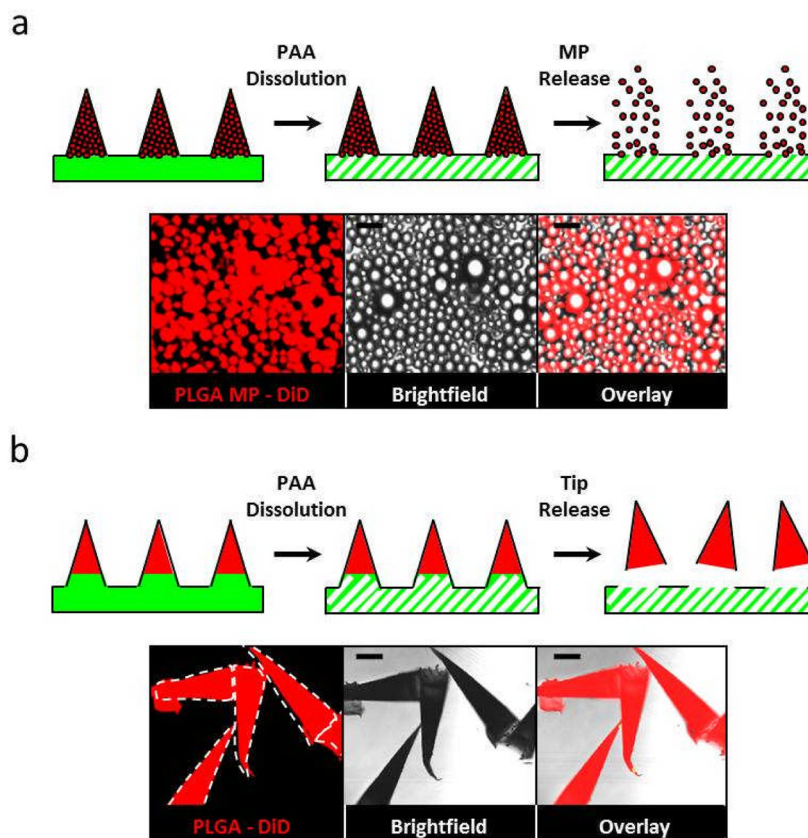 a
PAA
Dissolution
MP
Release
PLGA MP - DiD
Brightfield
Overlay
b
PAA
Dissolution
Tip
Release
PLGA - DiD
Brightfield
Overlay